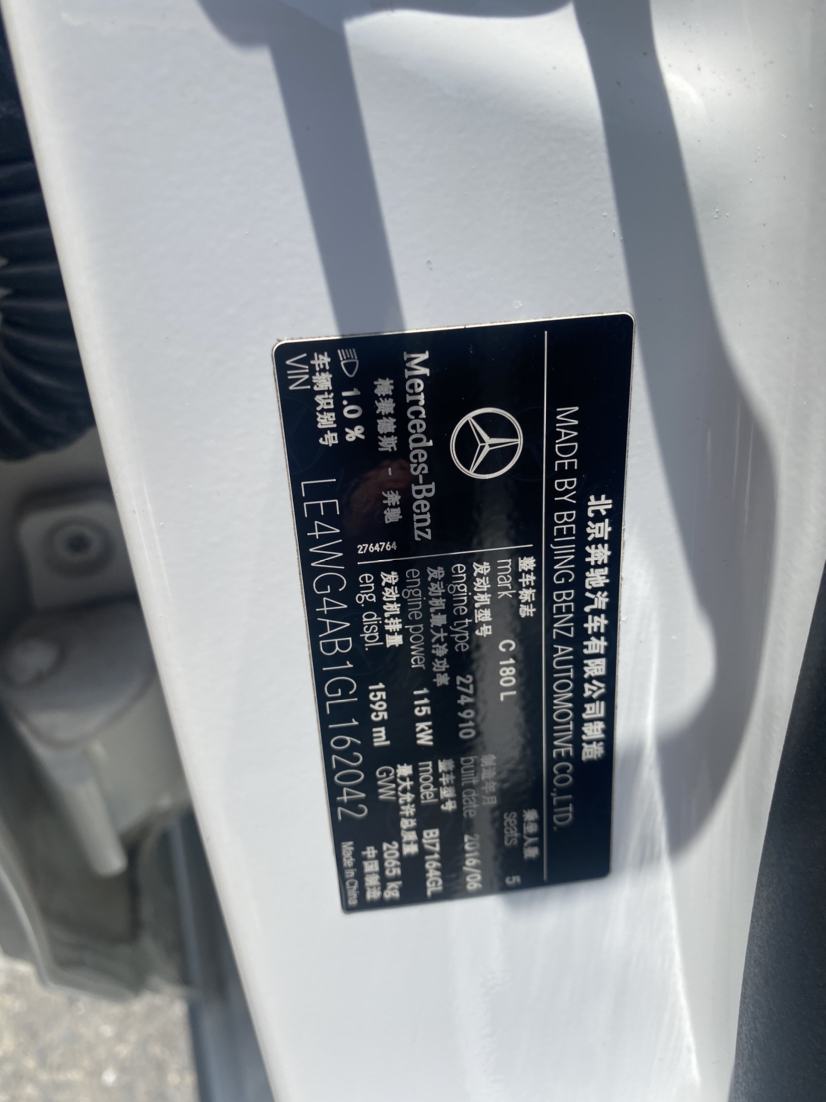 北京奔驰汽车有限公司制造
MADE BY BEIJING BENZ AUTOMOTIVE CO.,LTD.
Mercedes-Benz
梅赛德斯 - 奔驰
1.0 %
2764764
整车标志 乘坐人数
mark C 180 L seats 5
发动机型号 制造年月
engine type 274 910 built date 2016/06
发动机最大净功率 整车型号
engine power 115 kW model BJ7164GL
发动机排量 最大允许总质量
eng. displ. 1595 ml GVW 2065 kg
车辆识别号 中国制造
VIN LE4WG4AB1GL162042 Made in China